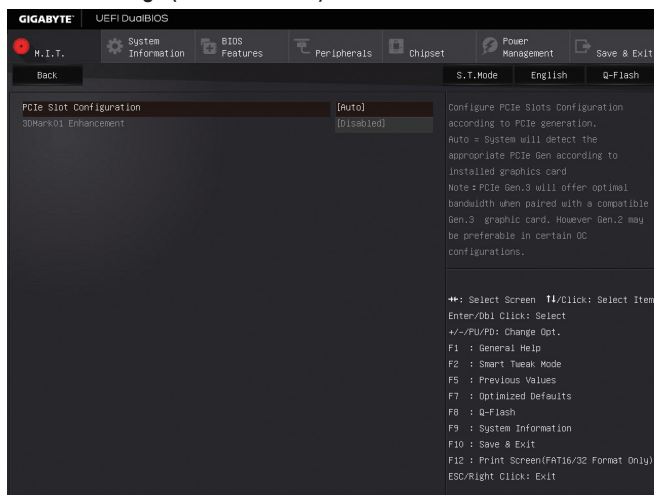 GIGABYTE™ UEFI DualBIOS
M.I.T.
System Information
BIOS Features
Peripherals
Chipset
Power Management
Save & Exit
Back
S.T.Mode English Q-Flash
PCIe Slot Configuration [Auto]
3DMark01 Enhancement [Disabled]
Configure PCIe Slots Configuration
according to PCIe generation.
Auto = System will detect the
appropriate PCIe Gen according to
installed graphics card
Note : PCIe Gen.3 will offer optimal
bandwidth when paired with a compatible
Gen.3 graphic card. However Gen.2 may
be preferable in certain OC
configurations.
→←: Select Screen ↑↓/Click: Select Item
Enter/Dbl Click: Select
+/-/PU/PD: Change Opt.
F1 : General Help
F2 : Smart Tweak Mode
F5 : Previous Values
F7 : Optimized Defaults
F8 : Q-Flash
F9 : System Information
F10 : Save & Exit
F12 : Print Screen(FAT16/32 Format Only)
ESC/Right Click: Exit